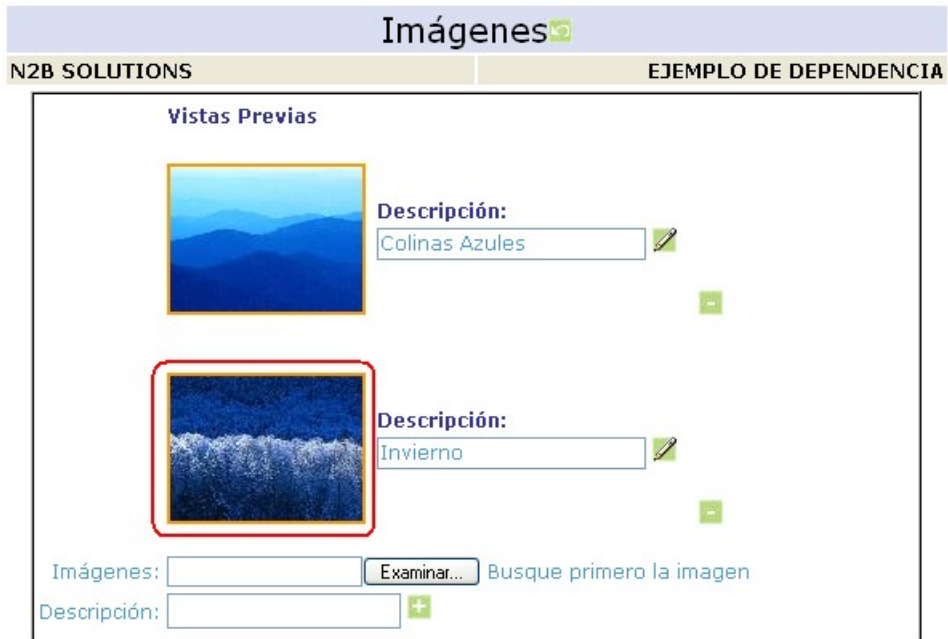 Imágenes
N2B SOLUTIONS EJEMPLO DE DEPENDENCIA
Vistas Previas
Descripción:
Colinas Azules
-
Descripción:
Invierno
-
Imágenes: Examinar... Busque primero la imagen
Descripción: +